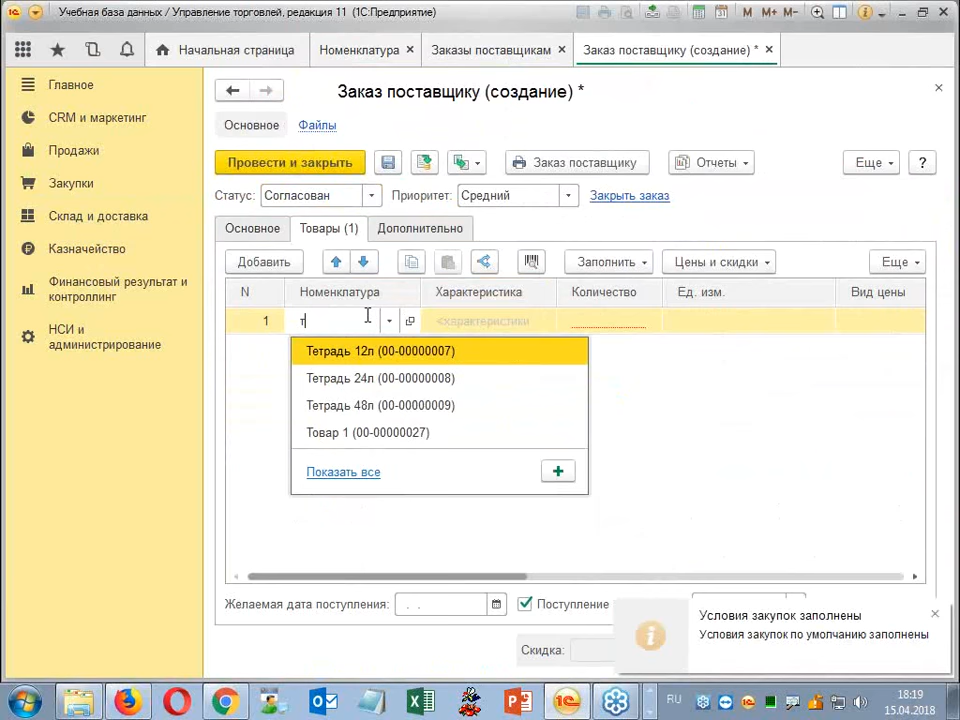 Учебная база данных / Управление торговлей, редакция 11 (1С:Предприятие)
M M+ M-
Начальная страница
Номенклатура ×
Заказы поставщикам ×
Заказ поставщику (создание) * ×
Главное
CRM и маркетинг
Продажи
Закупки
Склад и доставка
Казначейство
Финансовый результат и
контроллинг
НСИ и
администрирование
Заказ поставщику (создание) *
Основное Файлы
Провести и закрыть
Заказ поставщику
Отчеты
Еще
?
Статус: Согласован
Приоритет: Средний
Закрыть заказ
Основное
Товары (1)
Дополнительно
Добавить
Заполнить
Цены и скидки
Еще
N Номенклатура Характеристика Количество Ед. изм. Вид цены
1 т <характеристики
Тетрадь 12л (00-00000007)
Тетрадь 24л (00-00000008)
Тетрадь 48л (00-00000009)
Товар 1 (00-00000027)
Показать все
+
Желаемая дата поступления: . .
Поступление
Скидка:
Условия закупок заполнены
Условия закупок по умолчанию заполнены
RU
18:19
15.04.2018